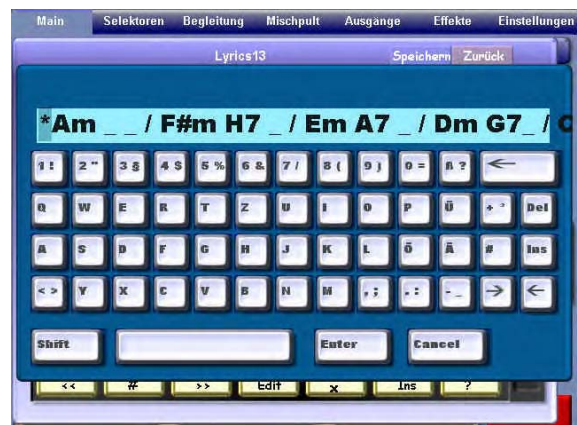 Main Selektoren Begleitung Mischpult Ausgänge Effekte Einstellungen
Lyrics13 Speichern Zurück
*Am _ _ / F#m H7 _ / Em A7 _ / Dm G7_ / C
1 ! 2 " 3 § 4 $ 5 % 6 & 7 / 8 ( 9 ) 0 = ß ? ←
Q W E R T Z U I O P Ü + ² Del
A S D F G H J K L Ö Ä # Ins
< > Y X C V B N M , ; . : - _ → ←
Shift Enter Cancel
<< # >> Edit x Ins ?